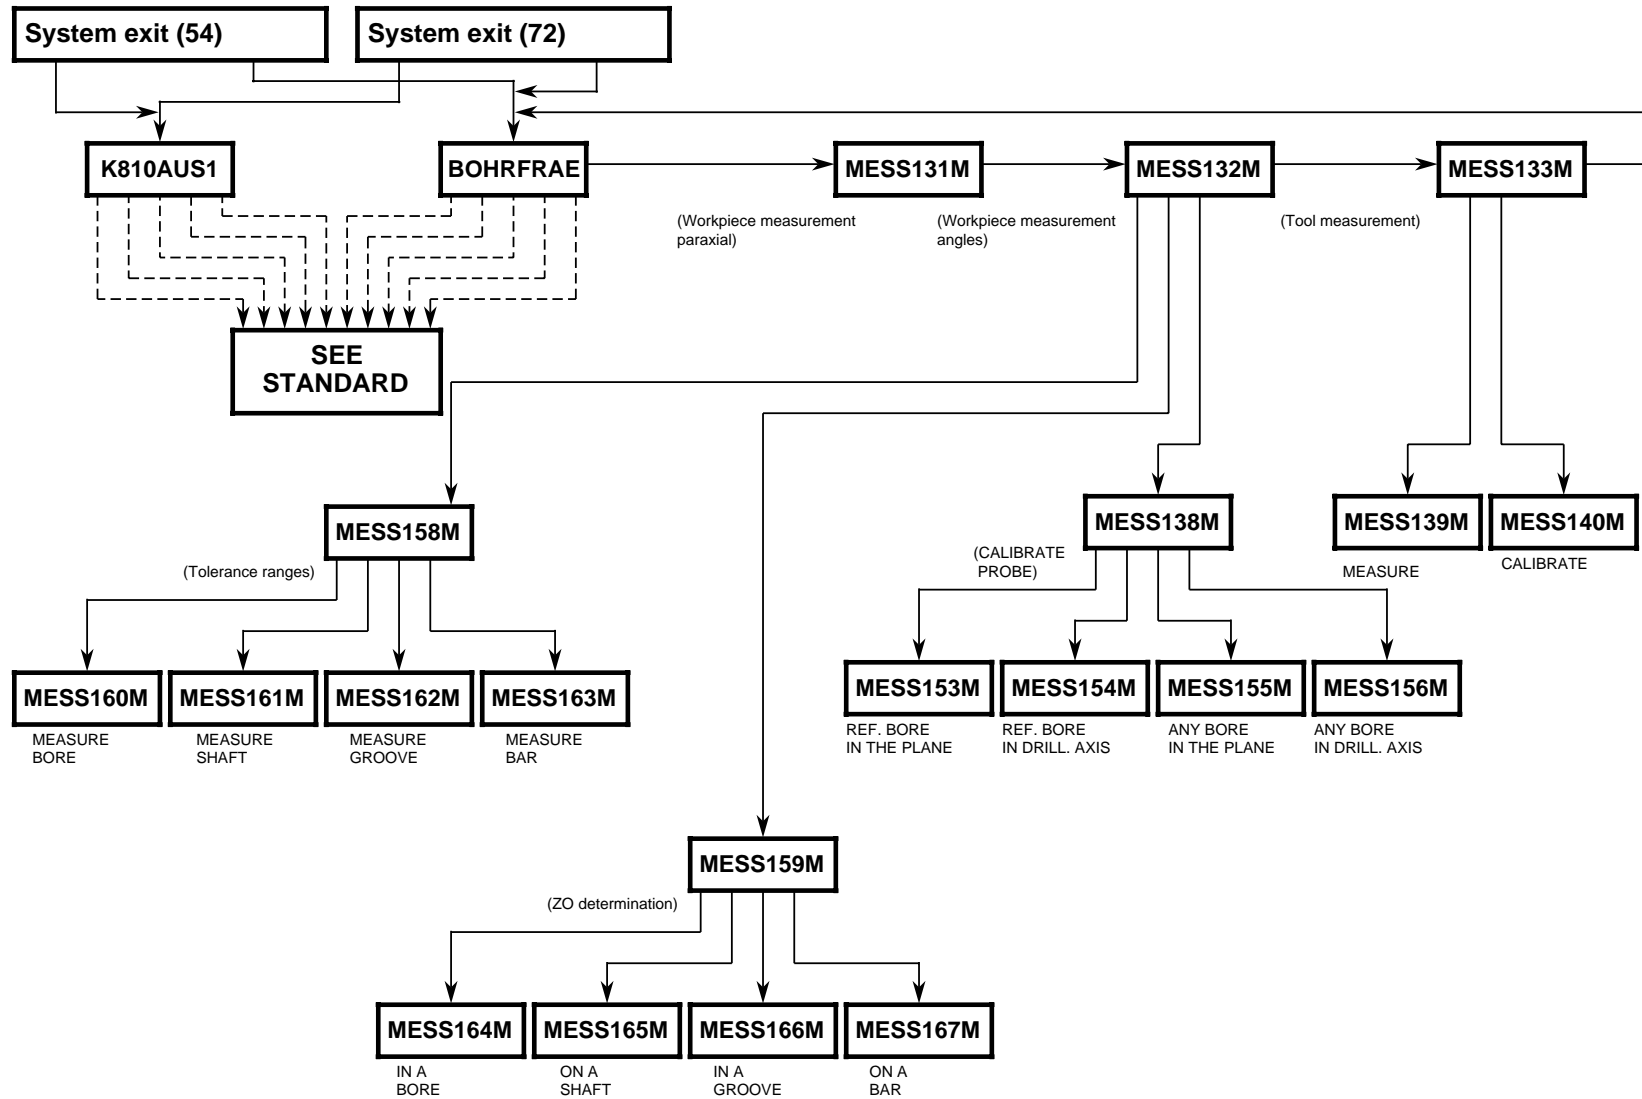 System exit (54)
System exit (72)
K810AUS1
BOHRFRAE
MESS131M
MESS132M
MESS133M
(Workpiece measurement
paraxial)
(Workpiece measurement
angles)
(Tool measurement)
SEE
STANDARD
MESS158M
MESS138M
MESS139M
MESS140M
(Tolerance ranges)
(CALIBRATE
PROBE)
MEASURE
CALIBRATE
MESS160M
MESS161M
MESS162M
MESS163M
MESS153M
MESS154M
MESS155M
MESS156M
MEASURE
BORE
MEASURE
SHAFT
MEASURE
GROOVE
MEASURE
BAR
REF. BORE
IN THE PLANE
REF. BORE
IN DRILL. AXIS
ANY BORE
IN THE PLANE
ANY BORE
IN DRILL. AXIS
MESS159M
(ZO determination)
MESS164M
MESS165M
MESS166M
MESS167M
IN A
BORE
ON A
SHAFT
IN A
GROOVE
ON A
BAR